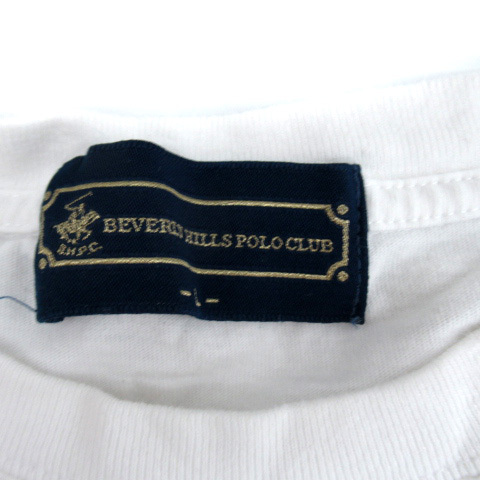 BEVERLY HILLS POLO CLUB
B.H.P.C.
-L-